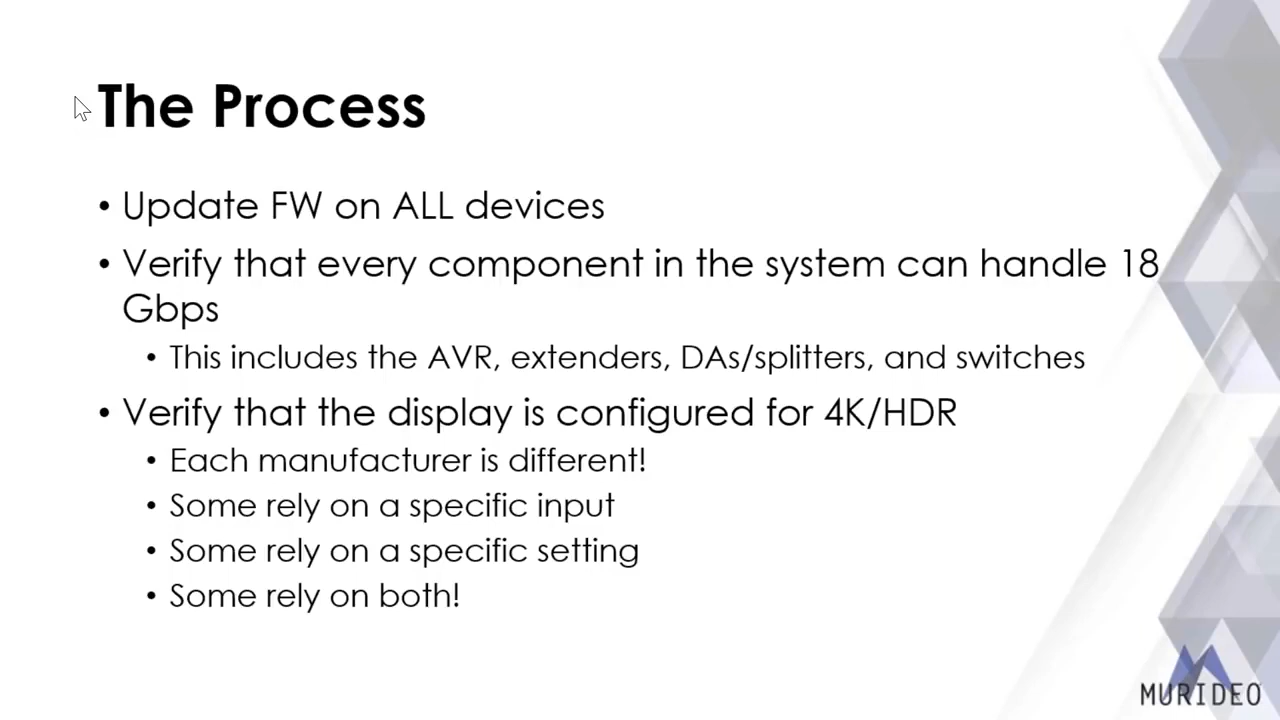 The Process
• Update FW on ALL devices
• Verify that every component in the system can handle 18
Gbps
• This includes the AVR, extenders, DAs/splitters, and switches
• Verify that the display is configured for 4K/HDR
• Each manufacturer is different!
• Some rely on a specific input
• Some rely on a specific setting
• Some rely on both!
MURIDEO